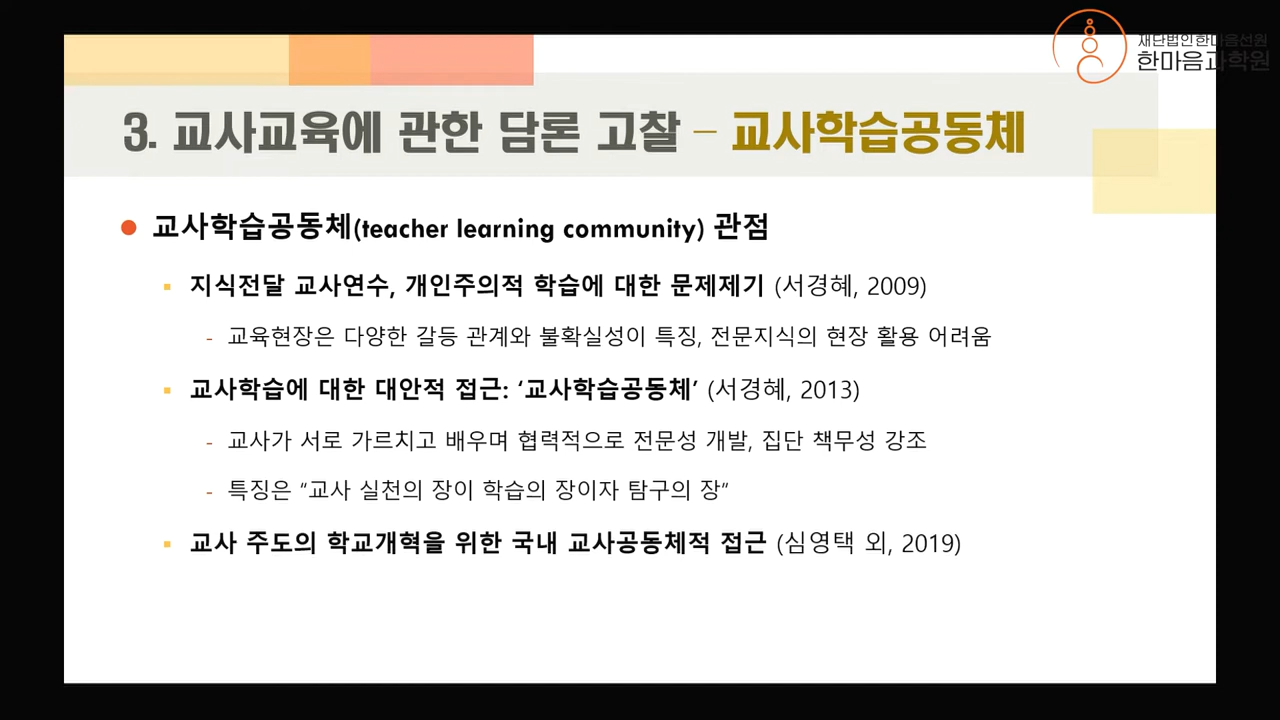 재단법인한마음선원
한마음과학원
3. 교사교육에 관한 담론 고찰 – 교사학습공동체
● 교사학습공동체(teacher learning community) 관점
▪ 지식전달 교사연수, 개인주의적 학습에 대한 문제제기 (서경혜, 2009)
- 교육현장은 다양한 갈등 관계와 불확실성이 특징, 전문지식의 현장 활용 어려움
▪ 교사학습에 대한 대안적 접근: ‘교사학습공동체’ (서경혜, 2013)
- 교사가 서로 가르치고 배우며 협력적으로 전문성 개발, 집단 책무성 강조
- 특징은 “교사 실천의 장이 학습의 장이자 탐구의 장”
▪ 교사 주도의 학교개혁을 위한 국내 교사공동체적 접근 (심영택 외, 2019)